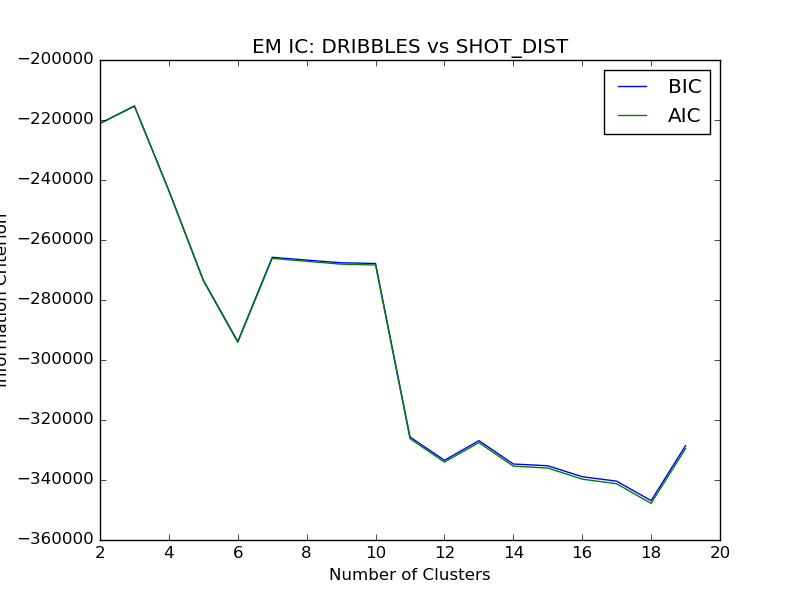 EM IC: DRIBBLES vs SHOT_DIST
−200000
−220000
−240000
−260000
−280000
−300000
−320000
−340000
−360000
Information Criterion
BIC
AIC
2 4 6 8 10 12 14 16 18 20
Number of Clusters